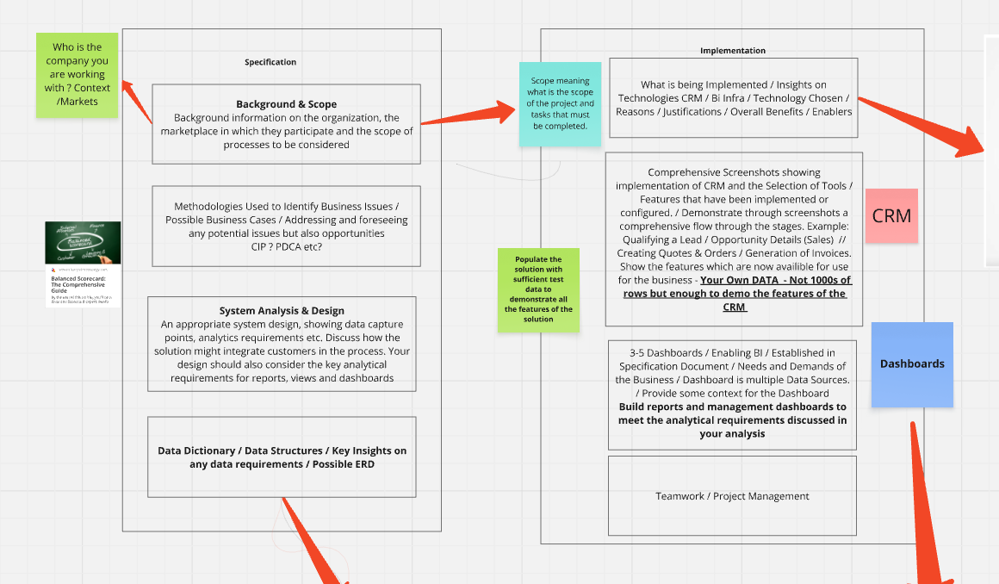 Who is the
company you
are working
with ? Context
/Markets
Specification
Background & Scope
Background information on the organization, the
marketplace in which they participate and the scope of
processes to be considered
Methodologies Used to Identify Business Issues /
Possible Business Cases / Addressing and foreseeing
any potential issues but also opportunities
CIP ? PDCA etc?
Balanced
Customer
Balanced Scorecard:
The Comprehensive
Guide
System Analysis & Design
An appropriate system design, showing data capture
points, analytics requirements etc. Discuss how the
solution might integrate customers in the process. Your
design should also consider the key analytical
requirements for reports, views and dashboards
Data Dictionary / Data Structures / Key Insights on
any data requirements / Possible ERD
Implementation
Scope meaning
what is the scope
of the project and
tasks that must
be completed.
What is being Implemented / Insights on
Technologies CRM / Bi Infra / Technology Chosen /
Reasons / Justifications / Overall Benefits / Enablers
Comprehensive Screenshots showing
implementation of CRM and the Selection of Tools /
Features that have been implemented or
configured. / Demonstrate through screenshots a
comprehensive flow through the stages. Example:
Qualifying a Lead / Opportunity Details (Sales) //
Creating Quotes & Orders / Generation of Invoices.
Show the features which are now availible for use
for the business - Your Own DATA - Not 1000s of
rows but enough to demo the features of the
CRM
CRM
Populate the
solution with
sufficient test
data to
demonstrate all
the features of the
solution
3-5 Dashboards / Enabling BI / Established in
Specification Document / Needs and Demands of
the Business / Dashboard is multiple Data Sources.
/ Provide some context for the Dashboard
Build reports and management dashboards to
meet the analytical requirements discussed in
your analysis
Dashboards
Teamwork / Project Management